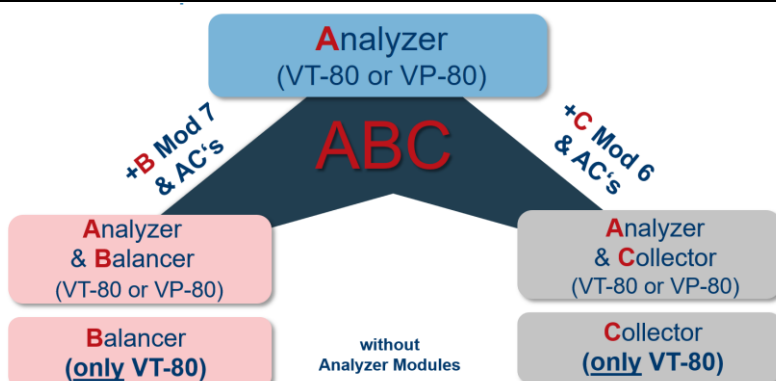 Analyzer
(VT-80 or VP-80)
ABC
+B Mod 7
& AC‘s
+C Mod 6
& AC‘s
Analyzer
& Balancer
(VT-80 or VP-80)
Analyzer
& Collector
(VT-80 or VP-80)
Balancer
(only VT-80)
without
Analyzer Modules
Collector
(only VT-80)